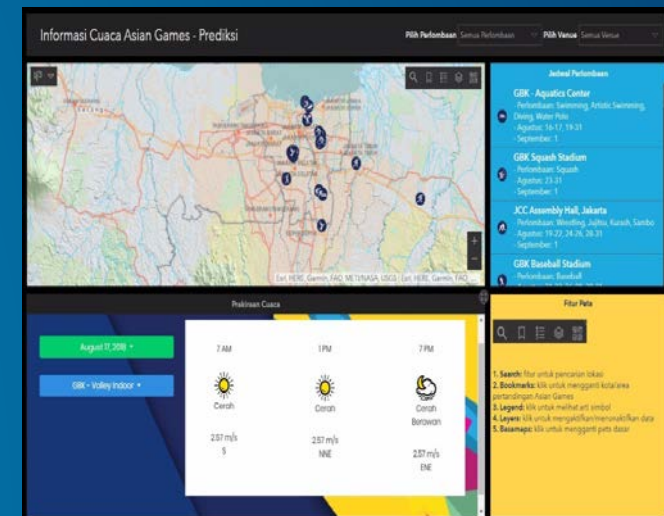 Informasi Cuaca Asian Games - Prediksi
Pilih Perlombaan Semua Perlombaan Pilih Venue Semua Venue
Jadwal Perlombaan
GBK - Aquatics Center
- Perlombaan: Swimming, Artistic Swimming,
Diving, Water Polo
- Agustus: 16-17, 19-31
- September: 1
GBK Squash Stadium
- Perlombaan: Squash
- Agustus: 23-31
- September: 1
JCC Assembly Hall, Jakarta
- Perlombaan: Wrestling, Jujitsu, Kurash, Sambo
- Agustus: 19-22, 24-26, 28-31
- September: 1
GBK Baseball Stadium
- Perlombaan: Baseball
Esri, HERE, Garmin, FAO, METI/NASA, USGS | Esri, HERE, Garmin, FAO, ...
Prakiraan Cuaca
August 17, 2018
GBK - Volley Indoor
7 AM
1 PM
7 PM
Cerah
Cerah
Cerah
Berawan
2.57 m/s
S
2.57 m/s
NNE
2.57 m/s
ENE
Fitur Peta
1. Search: fitur untuk pencarian lokasi
2. Bookmarks: klik untuk mengganti kota/area
pertandingan Asian Games
3. Legend: klik untuk melihat arti simbol
4. Layers: klik untuk mengaktifkan/menonaktifkan data
5. Basemaps: klik untuk mengganti peta dasar